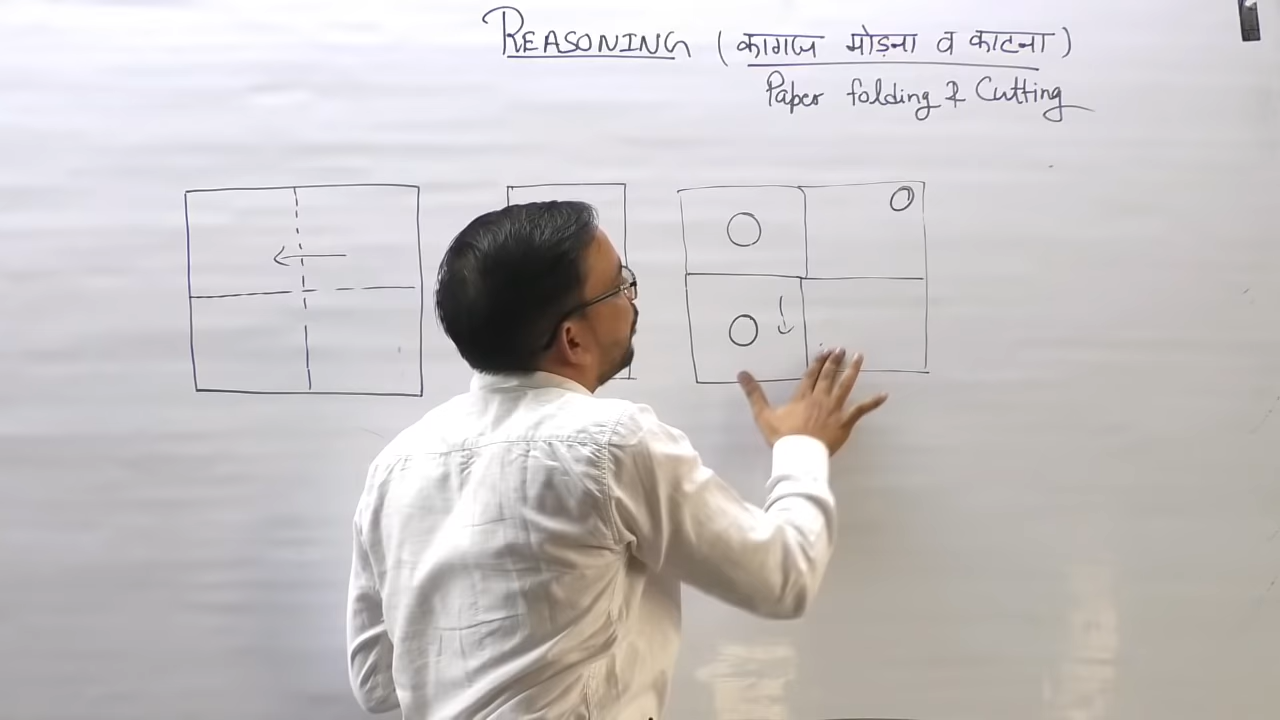 REASONING (कागज मोड़ना व काटना)
Paper folding & Cutting